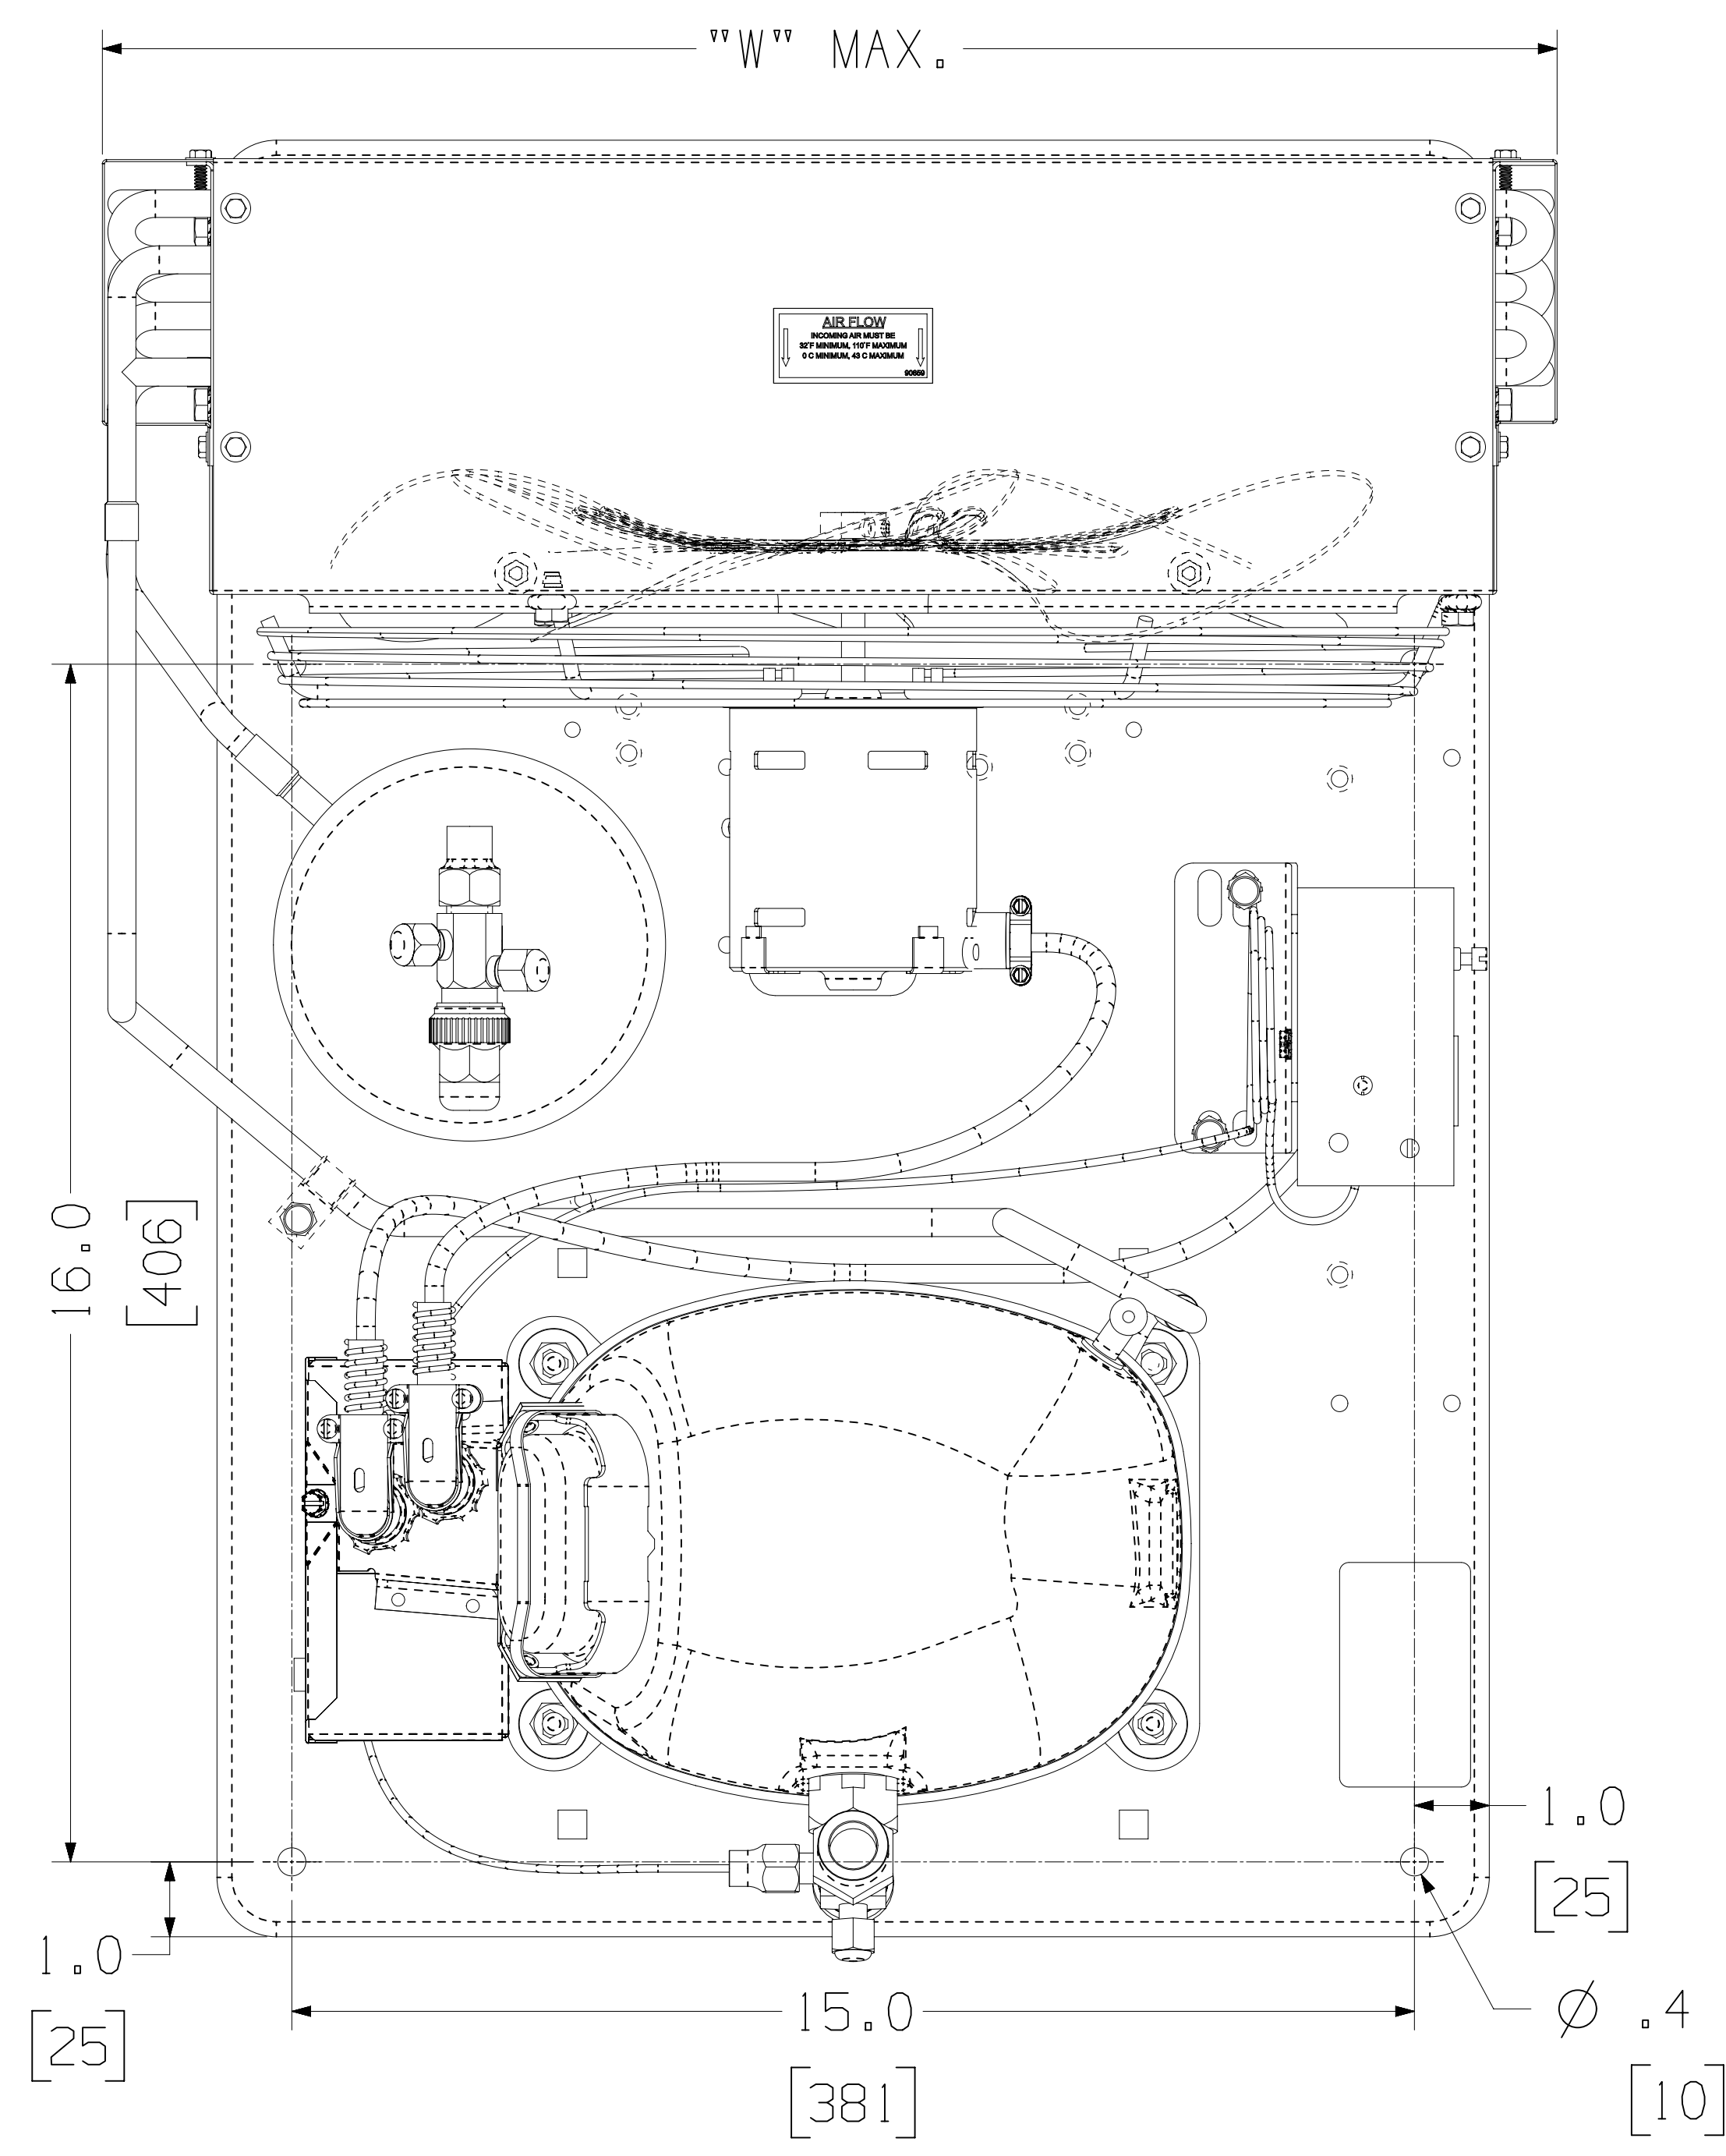 "W" MAX.
AIR FLOW
INCOMING AIR MUST BE
32°F MINIMUM, 110°F MAXIMUM
0 C MINIMUM, 43 C MAXIMUM
90659
16.0
[406]
1.0
[25]
1.0
[25]
15.0
[381]
Ø .4
[10]